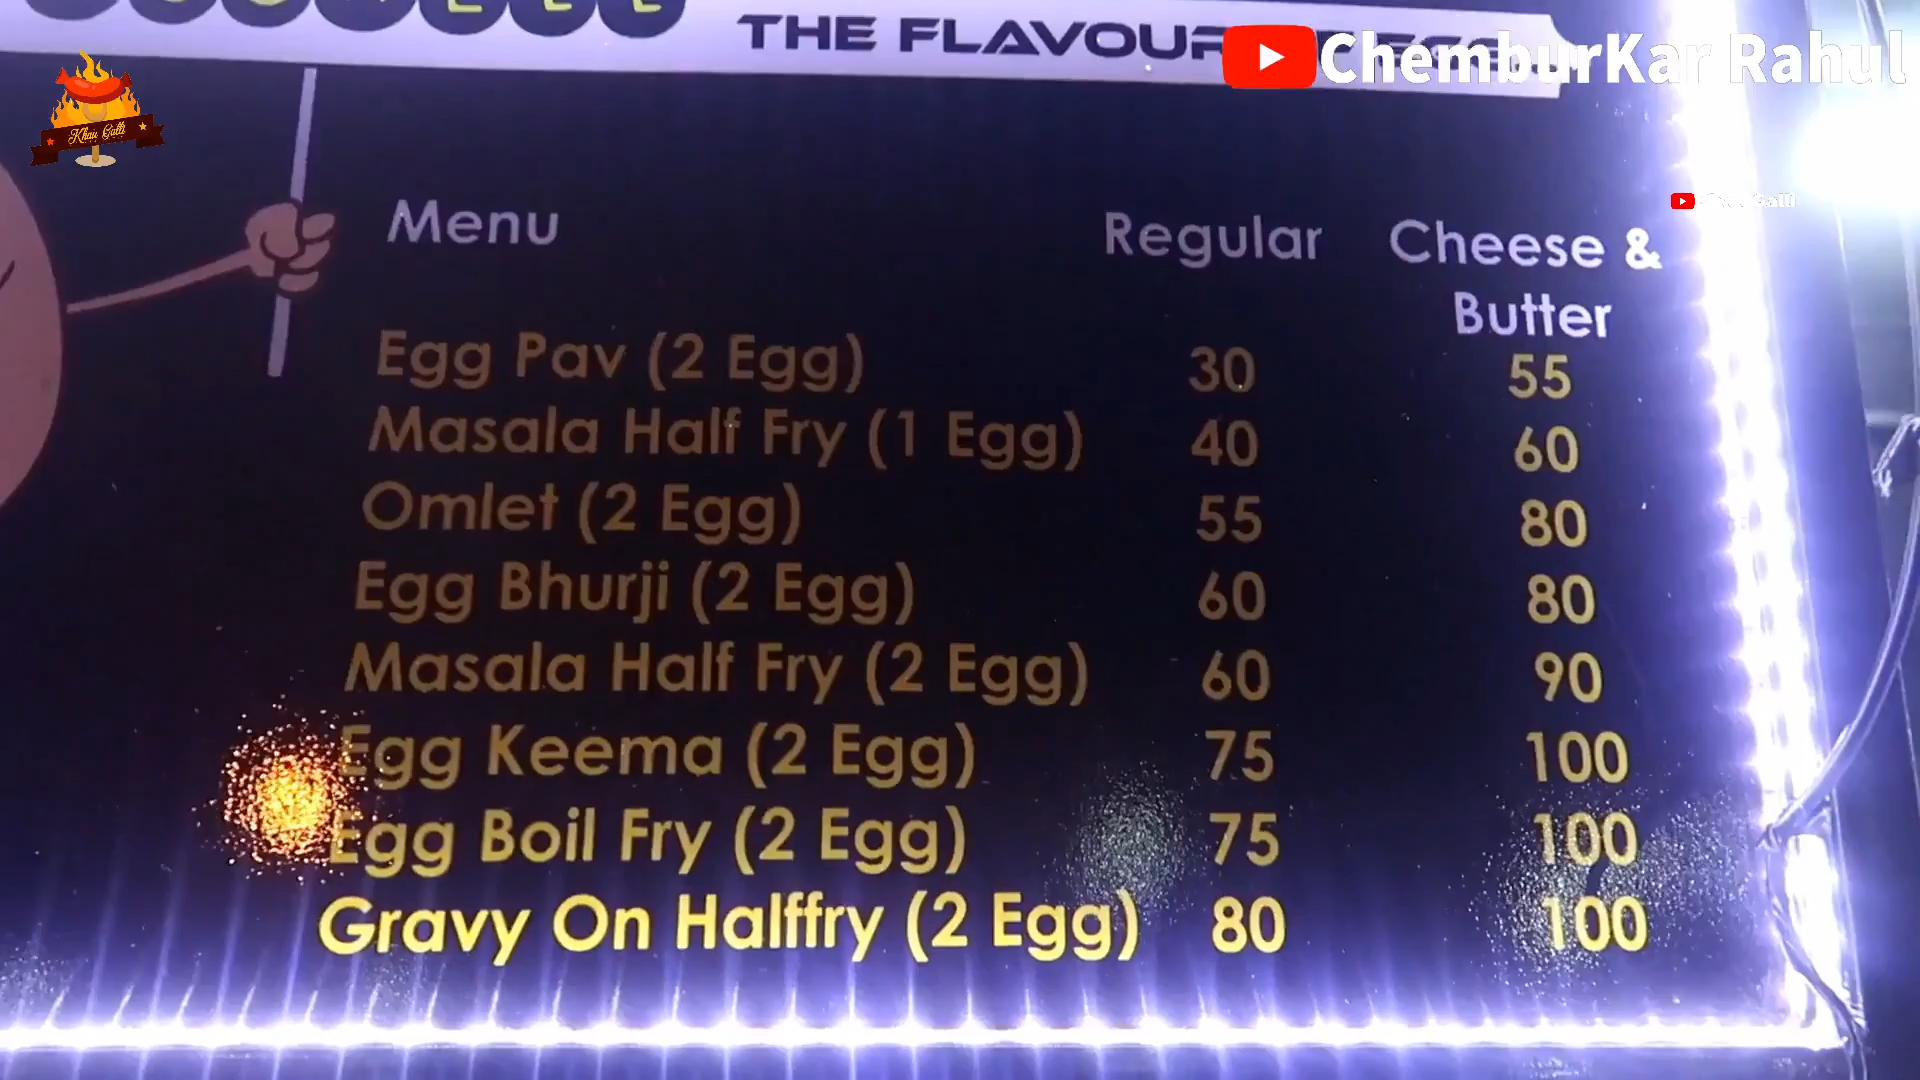 THE FLAVOUR
ChemburKar Rahul
Khau Galli
Menu Regular Cheese &
Butter
Egg Pav (2 Egg) 30 55
Masala Half Fry (1 Egg) 40 60
Omlet (2 Egg) 55 80
Egg Bhurji (2 Egg) 60 80
Masala Half Fry (2 Egg) 60 90
Egg Keema (2 Egg) 75 100
Egg Boil Fry (2 Egg) 75 100
Gravy On Halffry (2 Egg) 80 100